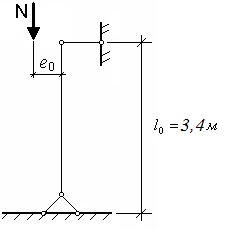 N
e₀
l₀ = 3,4 м